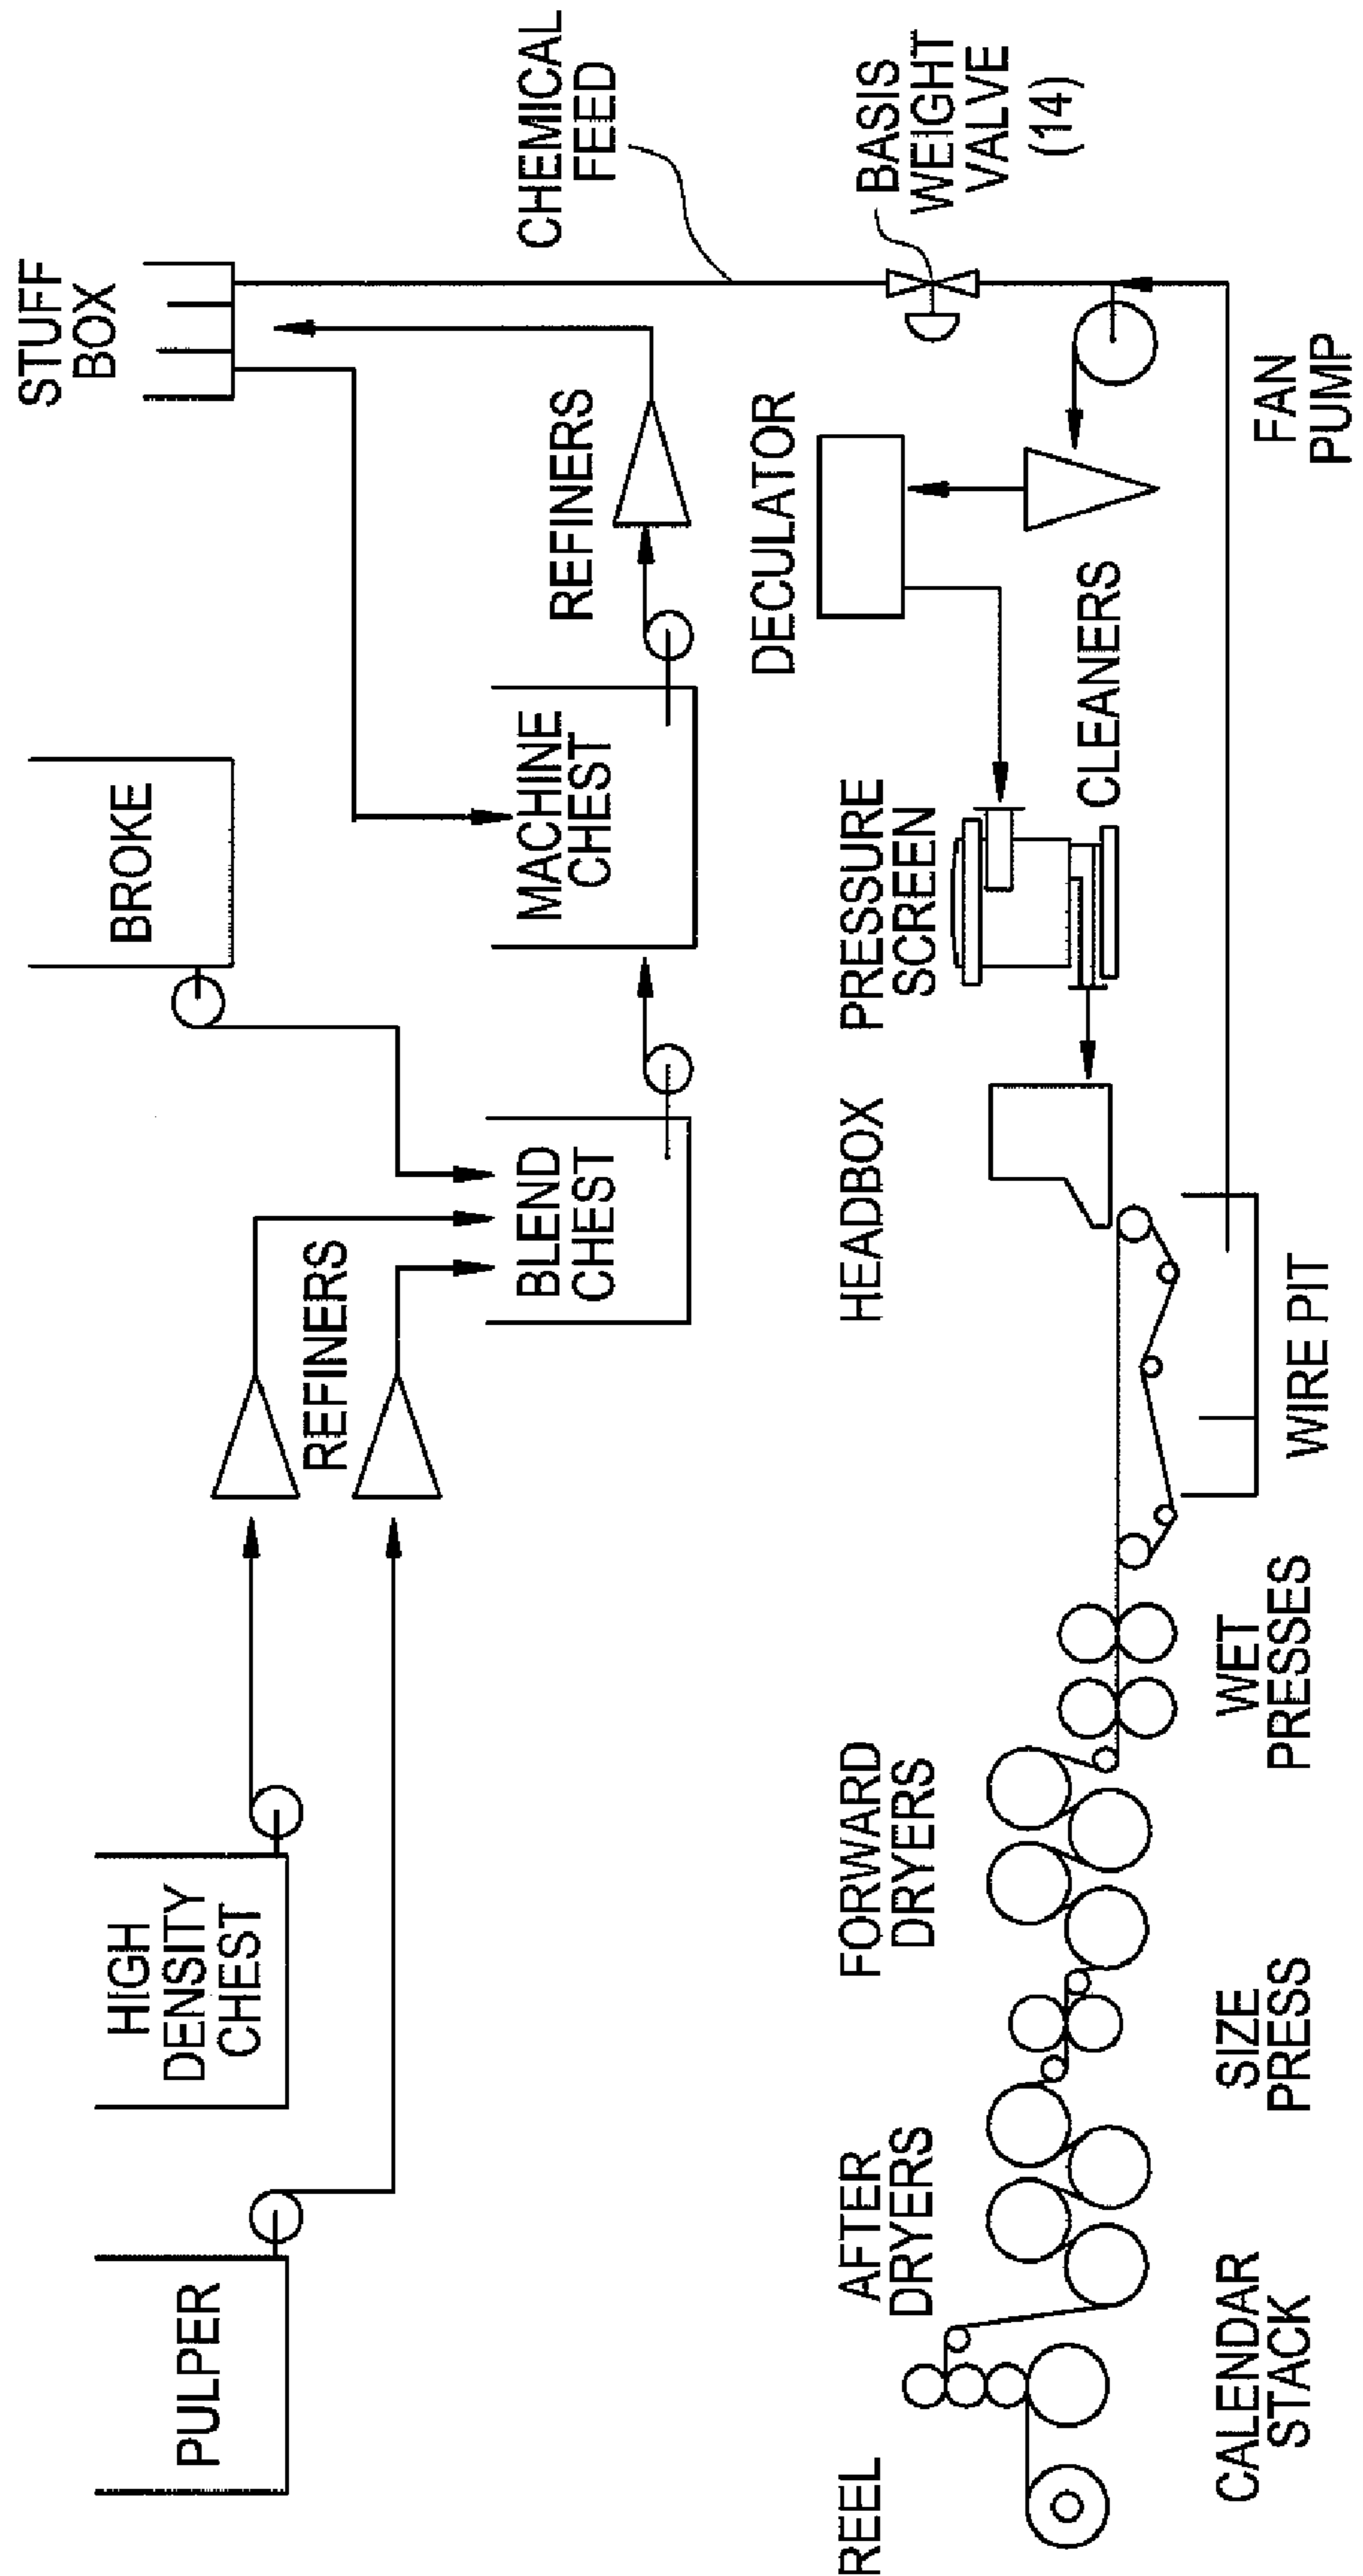 PULPER
HIGH
DENSITY
CHEST
REFINERS
BROKE
STUFF
BOX
BLEND
CHEST
MACHINE
CHEST
REFINERS
CHEMICAL
FEED
REEL
AFTER
DRYERS
FORWARD
DRYERS
HEADBOX
PRESSURE
SCREEN
DECULATOR
BASIS
WEIGHT
VALVE
(14)
CLEANERS
CALENDAR
STACK
SIZE
PRESS
WET
PRESSES
WIRE PIT
FAN
PUMP